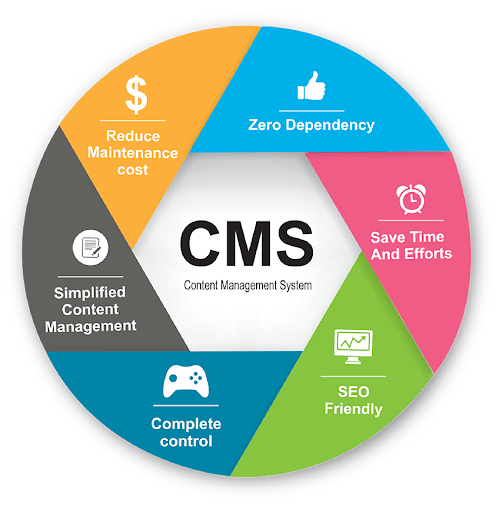 $
Reduce
Maintenance
cost
Zero Dependency
Save Time
And Efforts
SEO
Friendly
Complete
control
Simplified
Content
Management
CMS
Content Management System